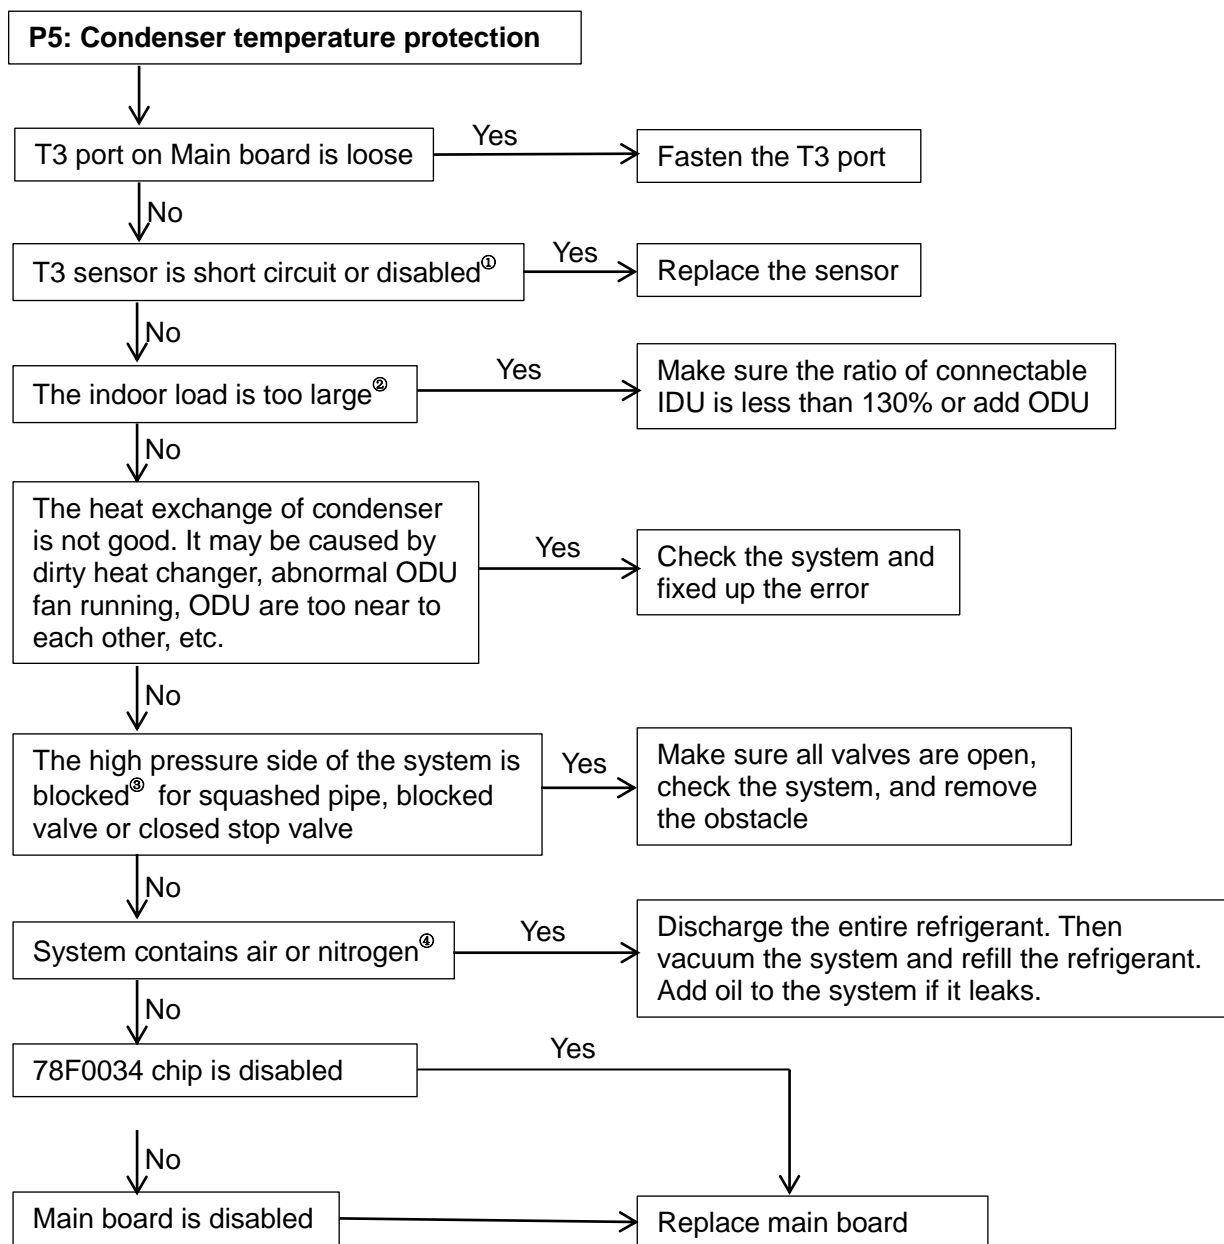 P5: Condenser temperature protection
T3 port on Main board is loose
Yes
Fasten the T3 port
No
T3 sensor is short circuit or disabled①
Yes
Replace the sensor
No
The indoor load is too large②
Yes
Make sure the ratio of connectable
IDU is less than 130% or add ODU
No
The heat exchange of condenser
is not good. It may be caused by
dirty heat changer, abnormal ODU
fan running, ODU are too near to
each other, etc.
Yes
Check the system and
fixed up the error
No
The high pressure side of the system is
blocked③ for squashed pipe, blocked
valve or closed stop valve
Yes
Make sure all valves are open,
check the system, and remove
the obstacle
No
System contains air or nitrogen④
Yes
Discharge the entire refrigerant. Then
vacuum the system and refill the refrigerant.
Add oil to the system if it leaks.
No
78F0034 chip is disabled
Yes
No
Main board is disabled
Replace main board